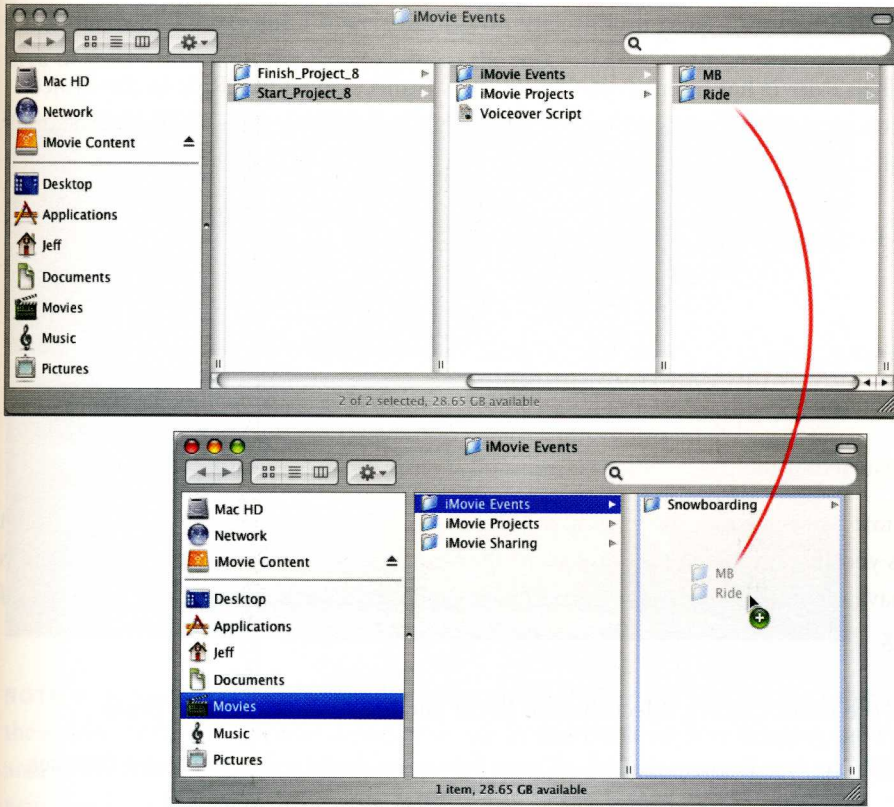 iMovie Events
Mac HD
Network
iMovie Content
Desktop
Applications
Jeff
Documents
Movies
Music
Pictures
Finish_Project_8
Start_Project_8
iMovie Events
iMovie Projects
Voiceover Script
MB
Ride
2 of 2 selected, 28.65 GB available
iMovie Events
Mac HD
Network
iMovie Content
Desktop
Applications
Jeff
Documents
Movies
Music
Pictures
iMovie Events
iMovie Projects
iMovie Sharing
Snowboarding
MB
Ride
1 item, 28.65 GB available